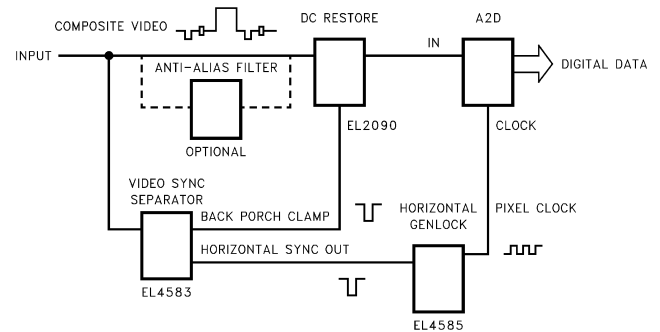 DC RESTORE
A2D
COMPOSITE VIDEO
IN
INPUT
ANTI-ALIAS FILTER
DIGITAL DATA
EL2090
CLOCK
OPTIONAL
VIDEO SYNC
SEPARATOR
BACK PORCH CLAMP
HORIZONTAL
GENLOCK
PIXEL CLOCK
HORIZONTAL SYNC OUT
EL4583
EL4585